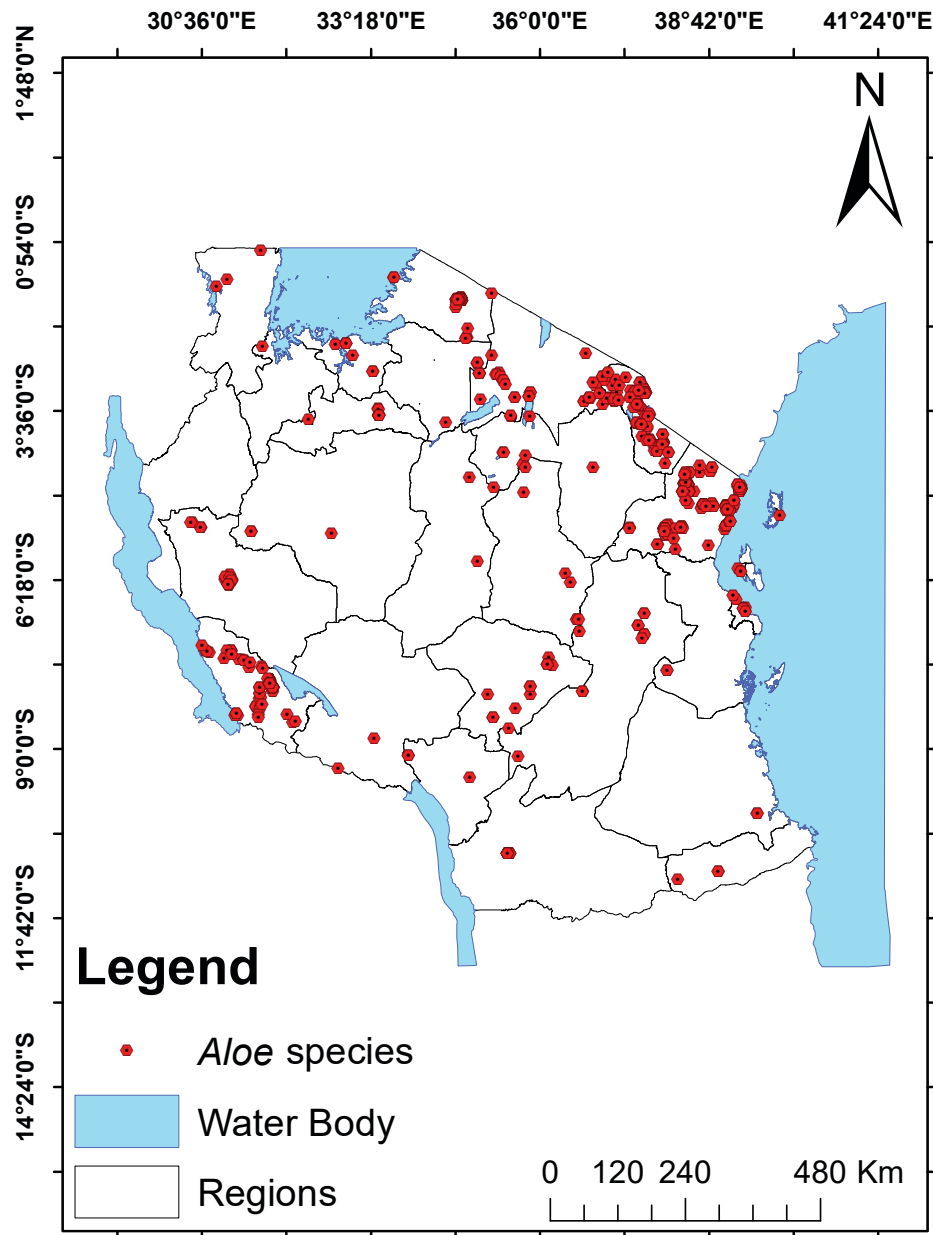 30°36'0"E 33°18'0"E 36°0'0"E 38°42'0"E 41°24'0"E
1°48'0"N
N
0°54'0"S
3°36'0"S
6°18'0"S
9°0'0"S
11°42'0"S
14°24'0"S
Legend
Aloe species
Water Body
Regions
0 120 240 480 Km